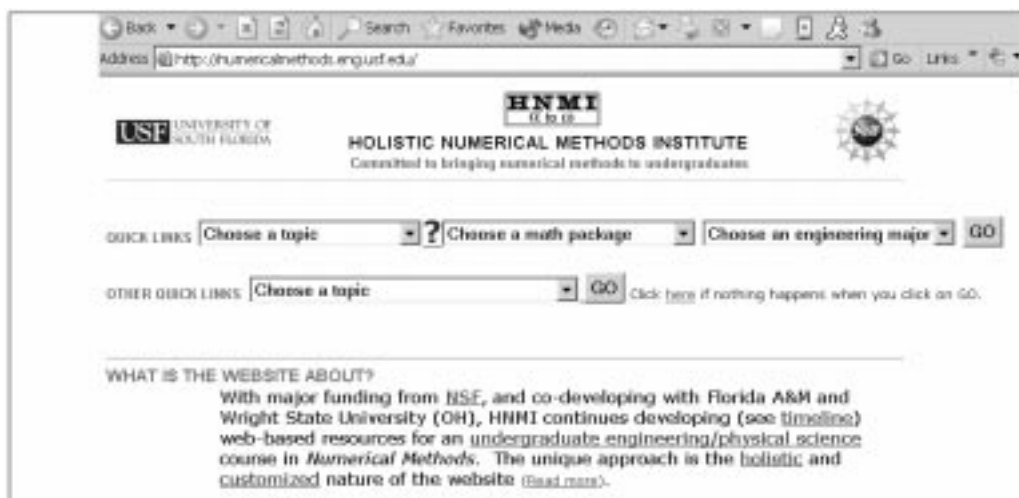 Back Search Favorites Media
Address http://numericalmethods.eng.usf.edu/ Go Links
USF UNIVERSITY OF SOUTH FLORIDA
HNMI
HOLISTIC NUMERICAL METHODS INSTITUTE
Committed to bringing numerical methods to undergraduates
QUICK LINKS Choose a topic ? Choose a math package Choose an engineering major GO
OTHER QUICK LINKS Choose a topic GO Click here if nothing happens when you click on GO.
WHAT IS THE WEBSITE ABOUT?
With major funding from NSF, and co-developing with Florida A&M and
Wright State University (OH), HNMI continues developing (see timeline)
web-based resources for an undergraduate engineering/physical science
course in Numerical Methods. The unique approach is the holistic and
customized nature of the website (Read more).